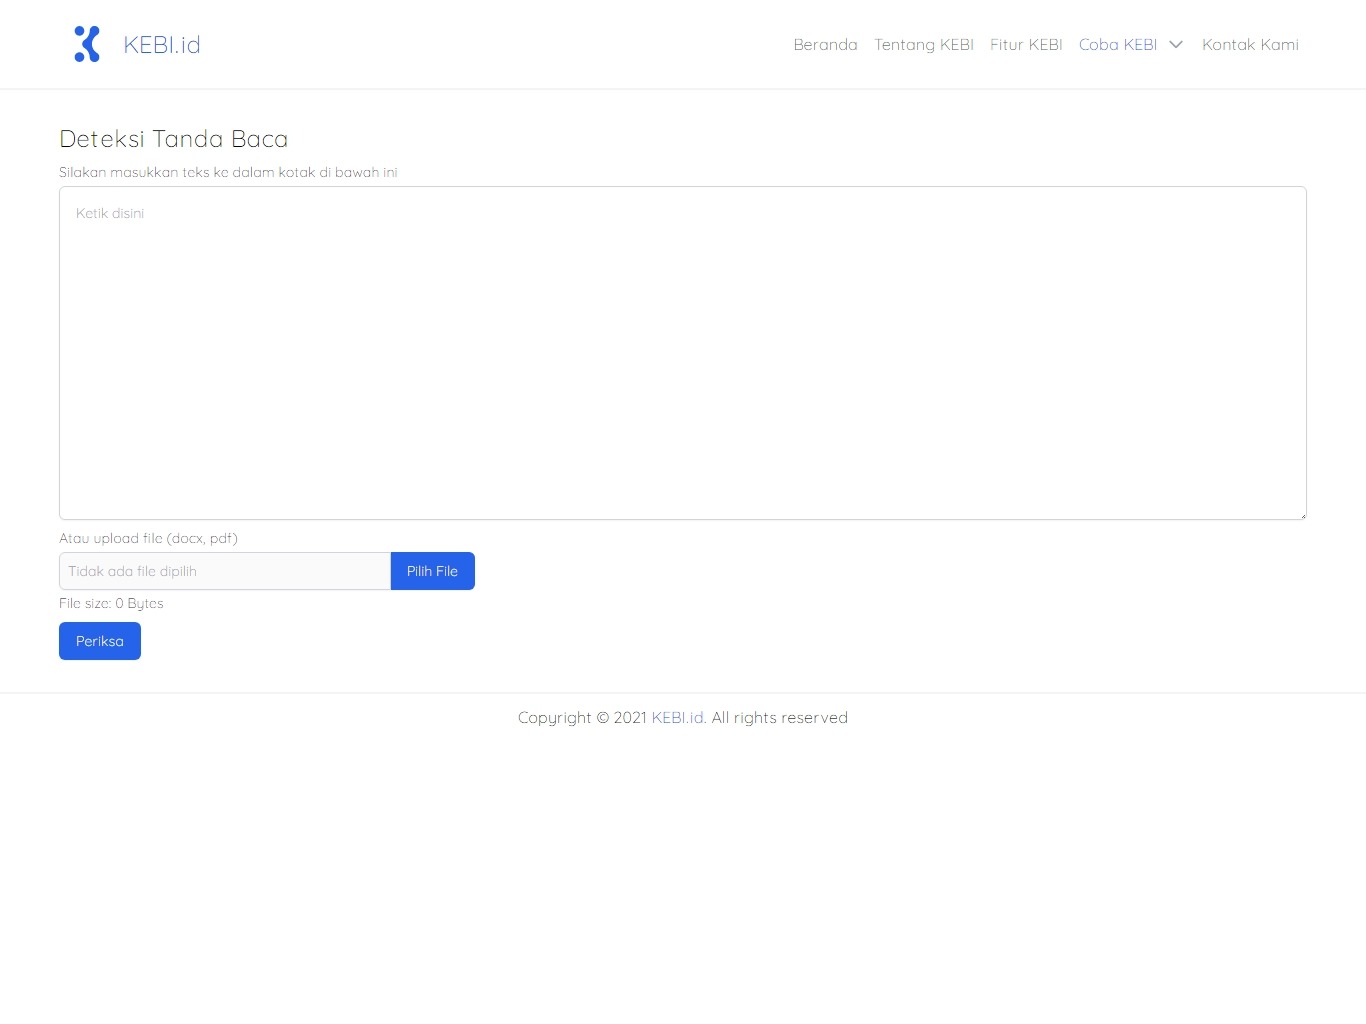 KEBI.id
Beranda Tentang KEBI Fitur KEBI Coba KEBI Kontak Kami
Deteksi Tanda Baca
Silakan masukkan teks ke dalam kotak di bawah ini
Ketik disini
Atau upload file (docx, pdf)
Tidak ada file dipilih Pilih File
File size: 0 Bytes
Periksa
Copyright © 2021 KEBI.id. All rights reserved